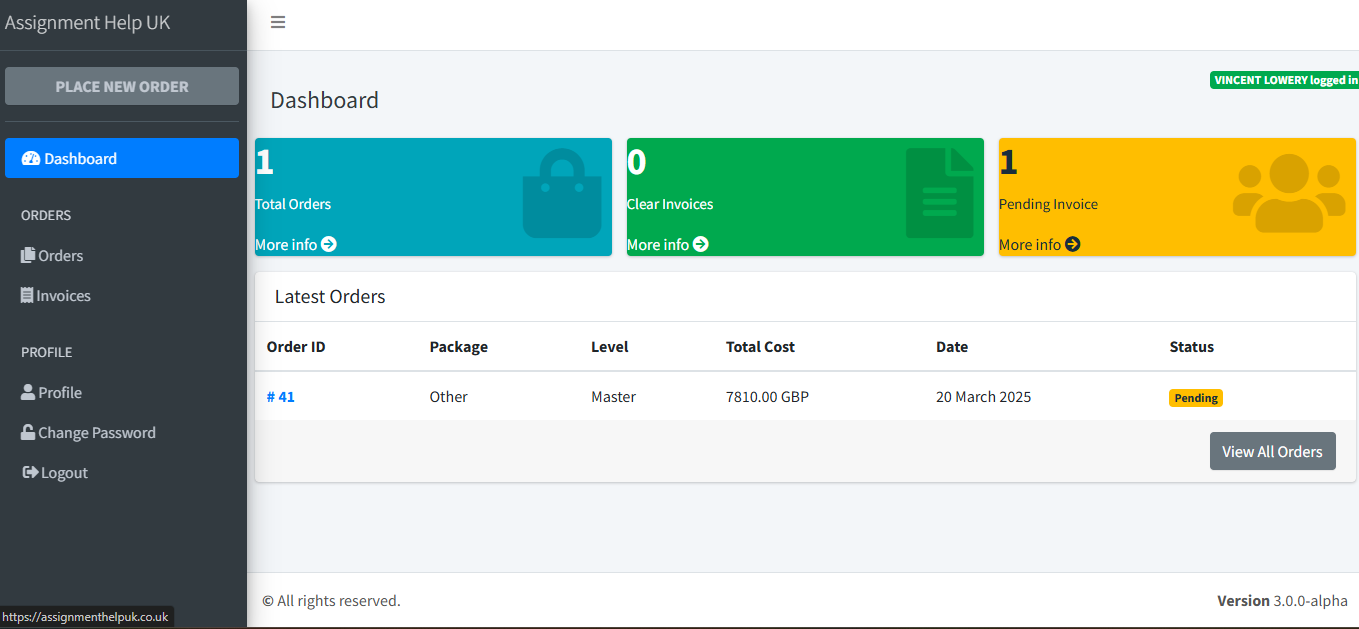 Assignment Help UK
PLACE NEW ORDER
Dashboard
ORDERS
Orders
Invoices
PROFILE
Profile
Change Password
Logout
https://assignmenthelpuk.co.uk
VINCENT LOWERY logged in
Dashboard
1
Total Orders
More info
0
Clear Invoices
More info
1
Pending Invoice
More info
Latest Orders
Order ID Package Level Total Cost Date Status
# 41 Other Master 7810.00 GBP 20 March 2025 Pending
View All Orders
© All rights reserved.
Version 3.0.0-alpha